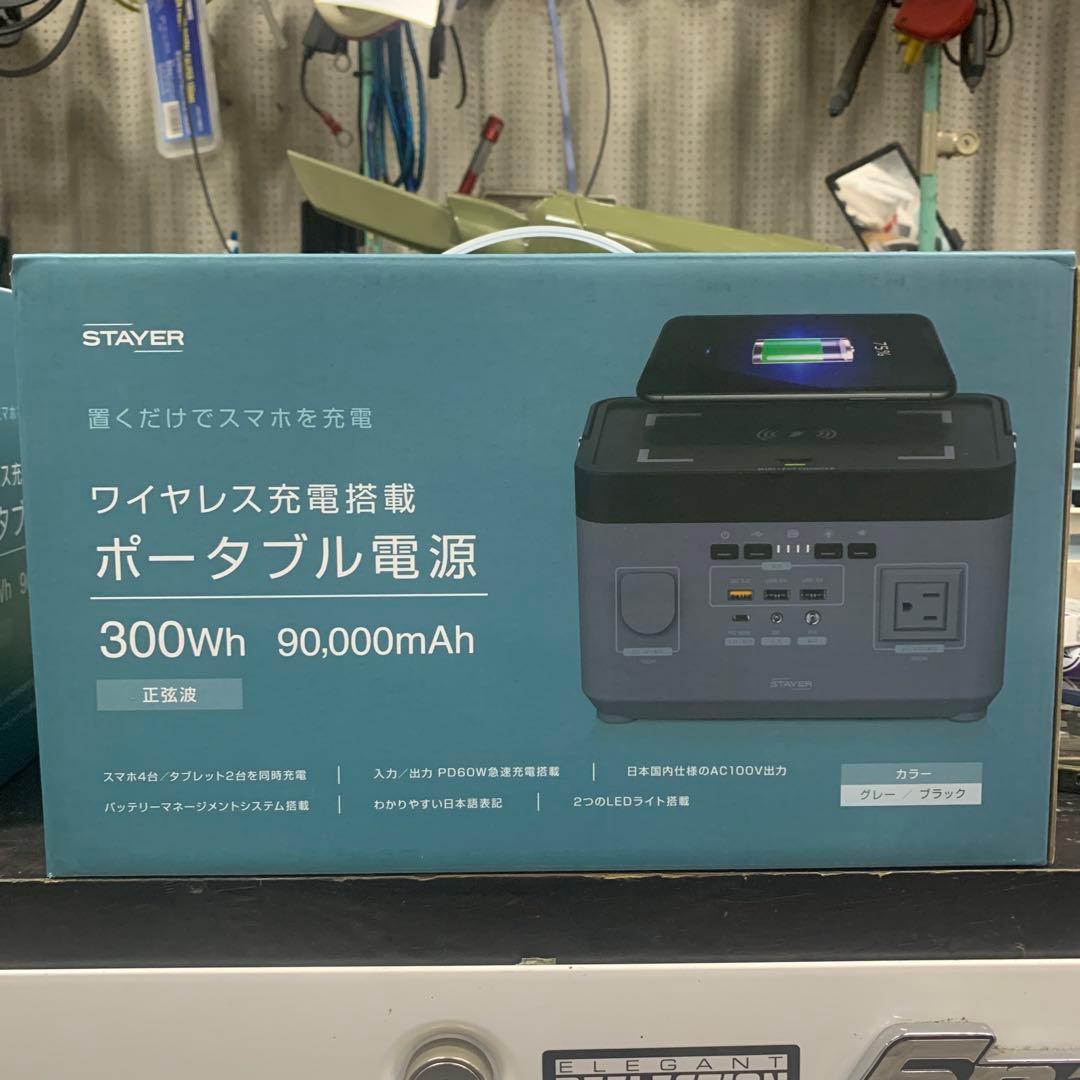 STAYER
置くだけでスマホを充電
ワイヤレス充電搭載
ポータブル電源
300Wh 90,000mAh
正弦波
スマホ4台/タブレット2台を同時充電 | 入力/出力 PD60W急速充電搭載 | 日本国内仕様のAC100V出力
バッテリーマネージメントシステム搭載 | わかりやすい日本語表記 | 2つのLEDライト搭載
カラー
グレー / ブラック
75%
WIRELESS CHARGER
STAYER
ELEGANT